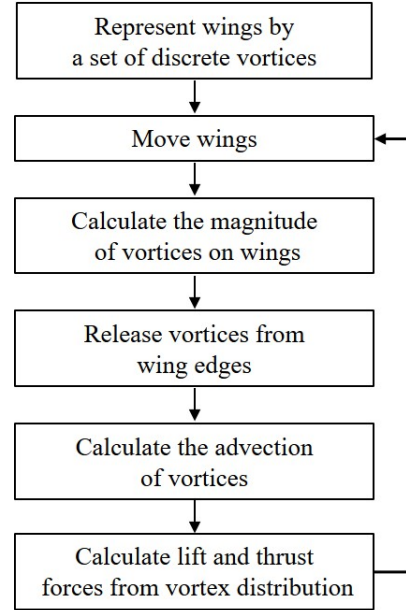 Represent wings by
a set of discrete vortices
Move wings
Calculate the magnitude
of vortices on wings
Release vortices from
wing edges
Calculate the advection
of vortices
Calculate lift and thrust
forces from vortex distribution